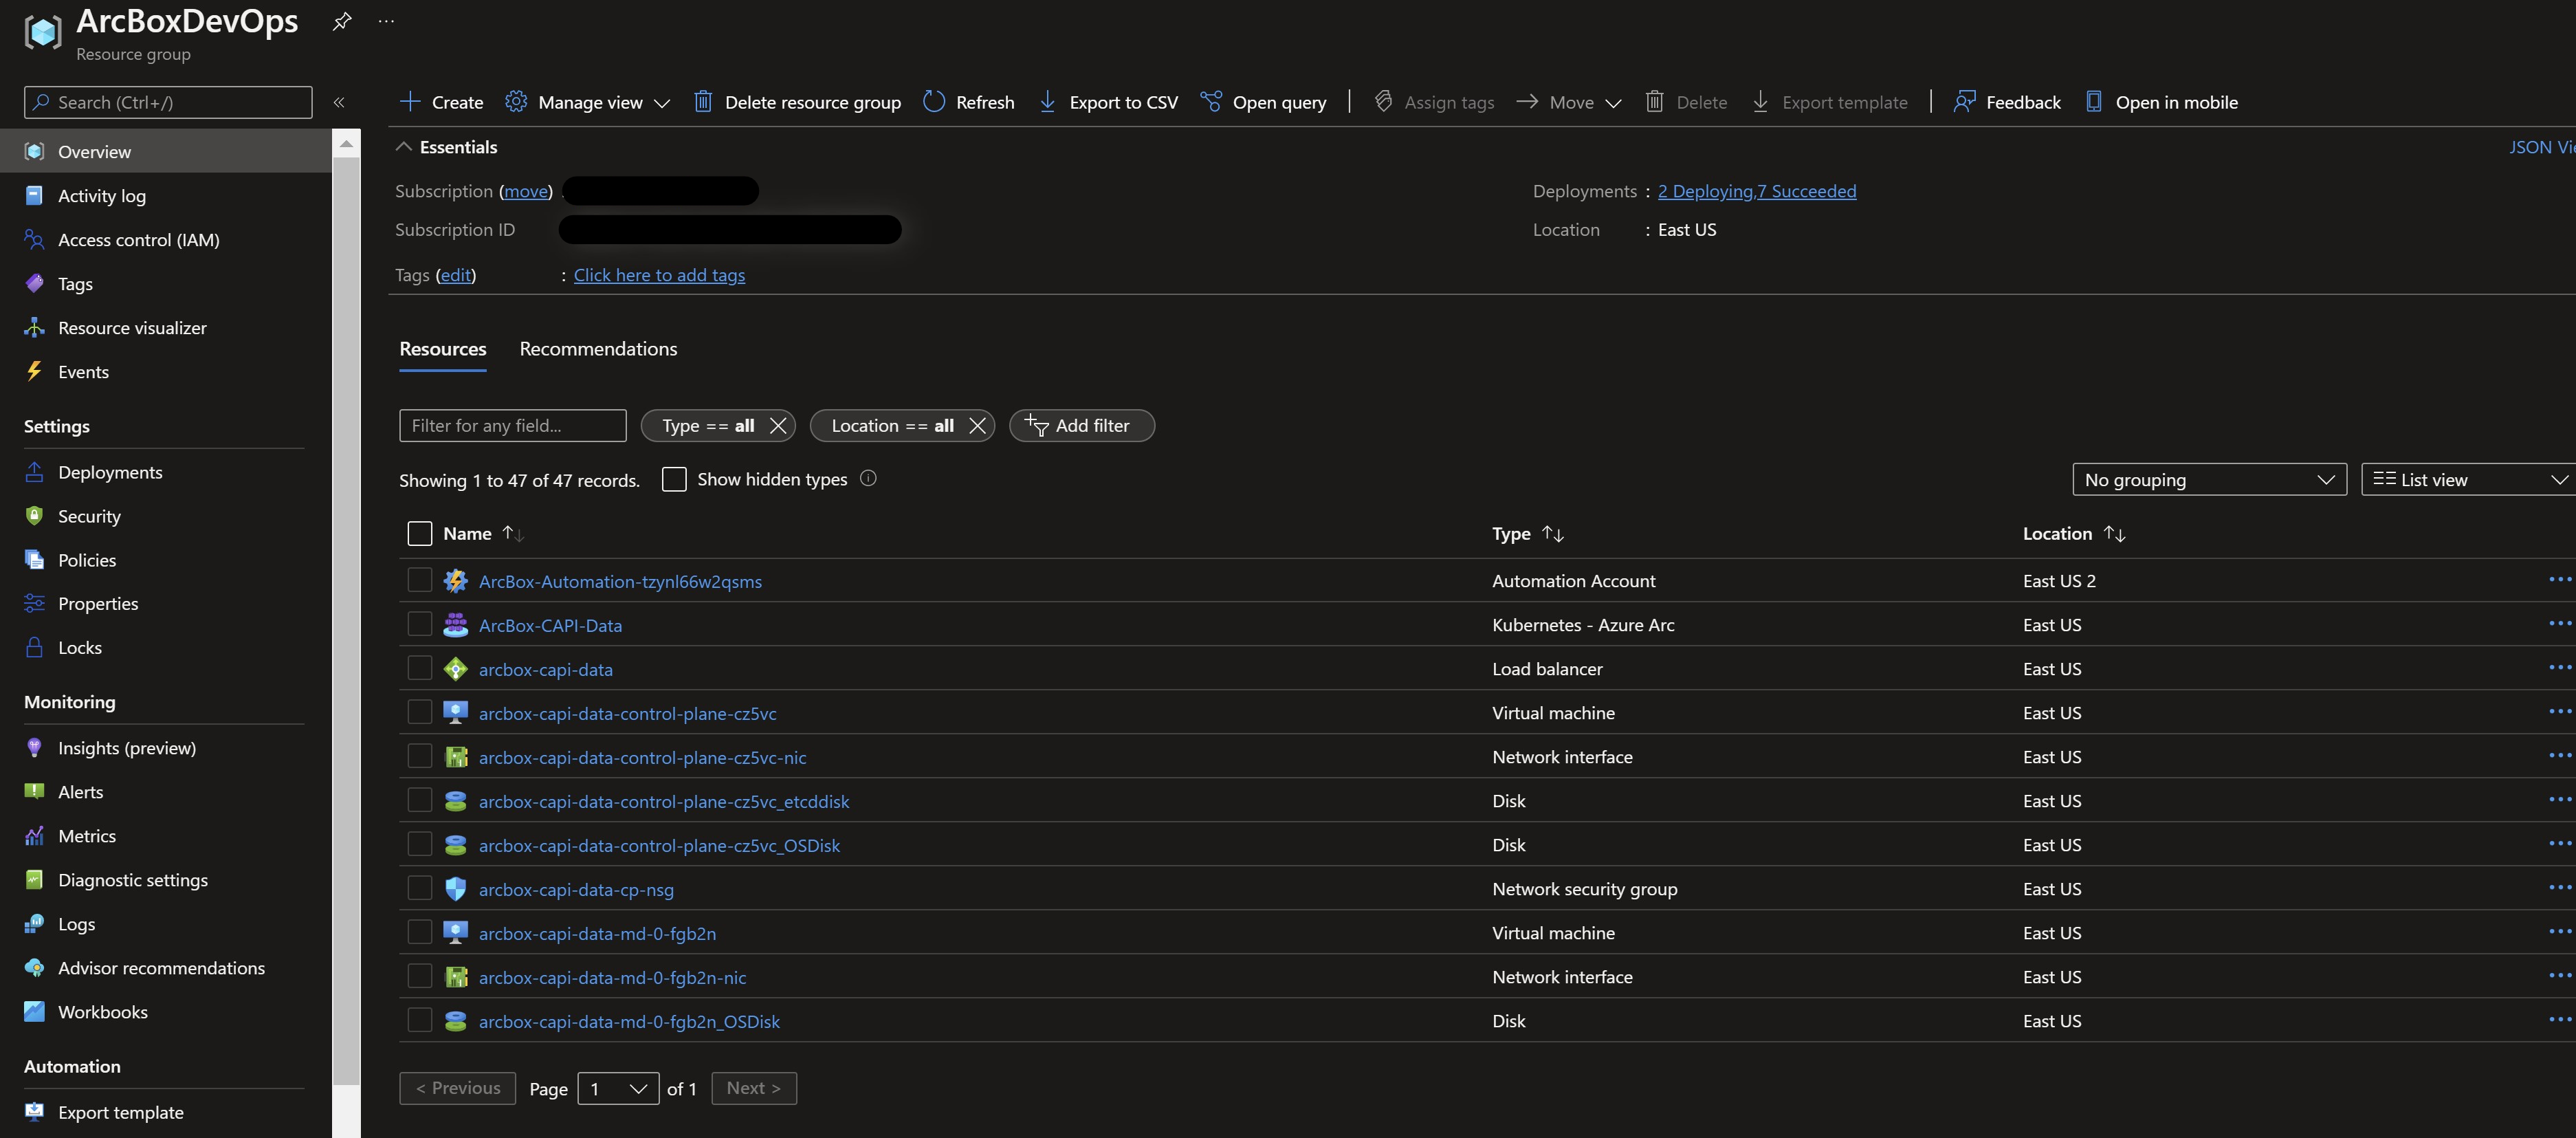 ArcBoxDevOps
Resource group
Search (Ctrl+/)
Overview
Activity log
Access control (IAM)
Tags
Resource visualizer
Events
Settings
Deployments
Security
Policies
Properties
Locks
Monitoring
Insights (preview)
Alerts
Metrics
Diagnostic settings
Logs
Advisor recommendations
Workbooks
Automation
Export template
Create Manage view Delete resource group Refresh Export to CSV Open query Assign tags Move Delete Export template Feedback Open in mobile
Essentials
JSON Vi
Subscription (move) :
Deployments : 2 Deploying,7 Succeeded
Subscription ID
Location : East US
Tags (edit) : Click here to add tags
Resources Recommendations
Filter for any field... Type == all Location == all Add filter
Showing 1 to 47 of 47 records. Show hidden types No grouping List view
Name Type Location
ArcBox-Automation-tzynl66w2qsms Automation Account East US 2
ArcBox-CAPI-Data Kubernetes - Azure Arc East US
arcbox-capi-data Load balancer East US
arcbox-capi-data-control-plane-cz5vc Virtual machine East US
arcbox-capi-data-control-plane-cz5vc-nic Network interface East US
arcbox-capi-data-control-plane-cz5vc_etcddisk Disk East US
arcbox-capi-data-control-plane-cz5vc_OSDisk Disk East US
arcbox-capi-data-cp-nsg Network security group East US
arcbox-capi-data-md-0-fgb2n Virtual machine East US
arcbox-capi-data-md-0-fgb2n-nic Network interface East US
arcbox-capi-data-md-0-fgb2n_OSDisk Disk East US
< Previous Page 1 of 1 Next >